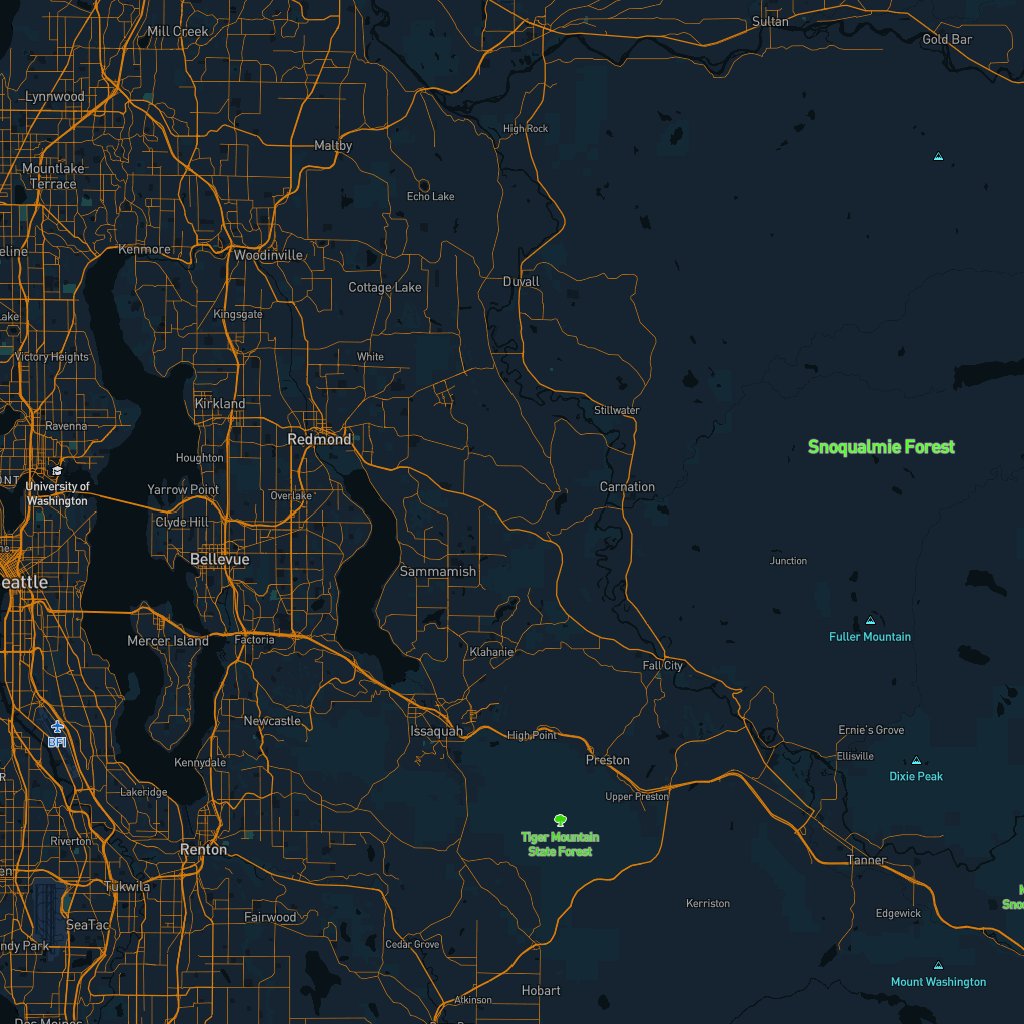 Sultan
Mill Creek
Gold Bar
Lynnwood
High Rock
Maltby
Mountlake
Terrace
Echo Lake
Kenmore
eline
Woodinville
Duvall
Cottage Lake
Kingsgate
Lake
Victory Heights
White
Kirkland
Stillwater
Ravenna
Redmond
Snoqualmie Forest
Houghton
University of
Washington
Yarrow Point
Overlake
Carnation
Clyde Hill
Bellevue
Junction
eattle
Sammamish
Mercer Island
Factoria
Fuller Mountain
Klahanie
Fall City
Newcastle
Issaquah
High Point
Ernie's Grove
BFI
Ellisville
Kennydale
Preston
Dixie Peak
Lakeridge
Upper Preston
Tiger Mountain
State Forest
Riverton
Renton
Tanner
Tukwila
Kerriston
Edgewick
Fairwood
SeaTac
Cedar Grove
ndy Park
Mount Washington
Hobart
Atkinson
Des Moines